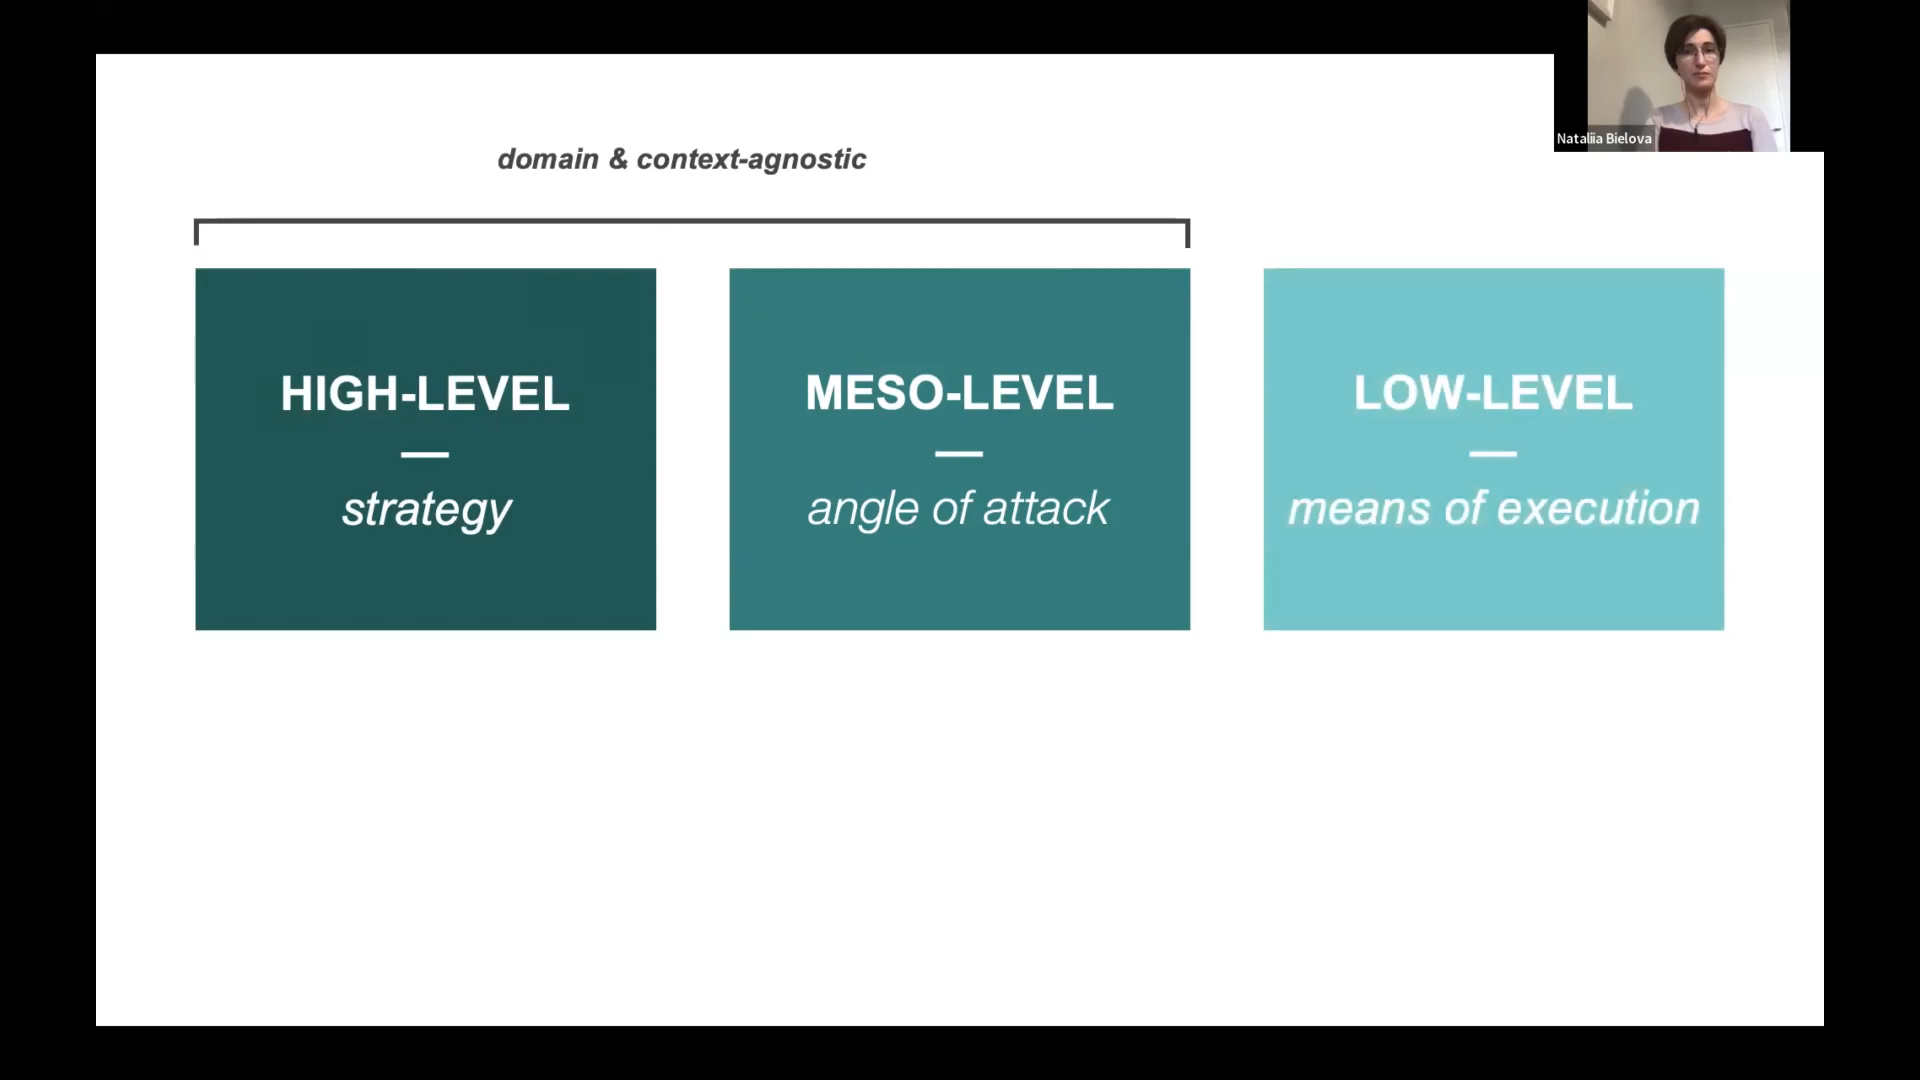 Nataliia Bielova
domain & context-agnostic
HIGH-LEVEL
strategy
MESO-LEVEL
angle of attack
LOW-LEVEL
means of execution